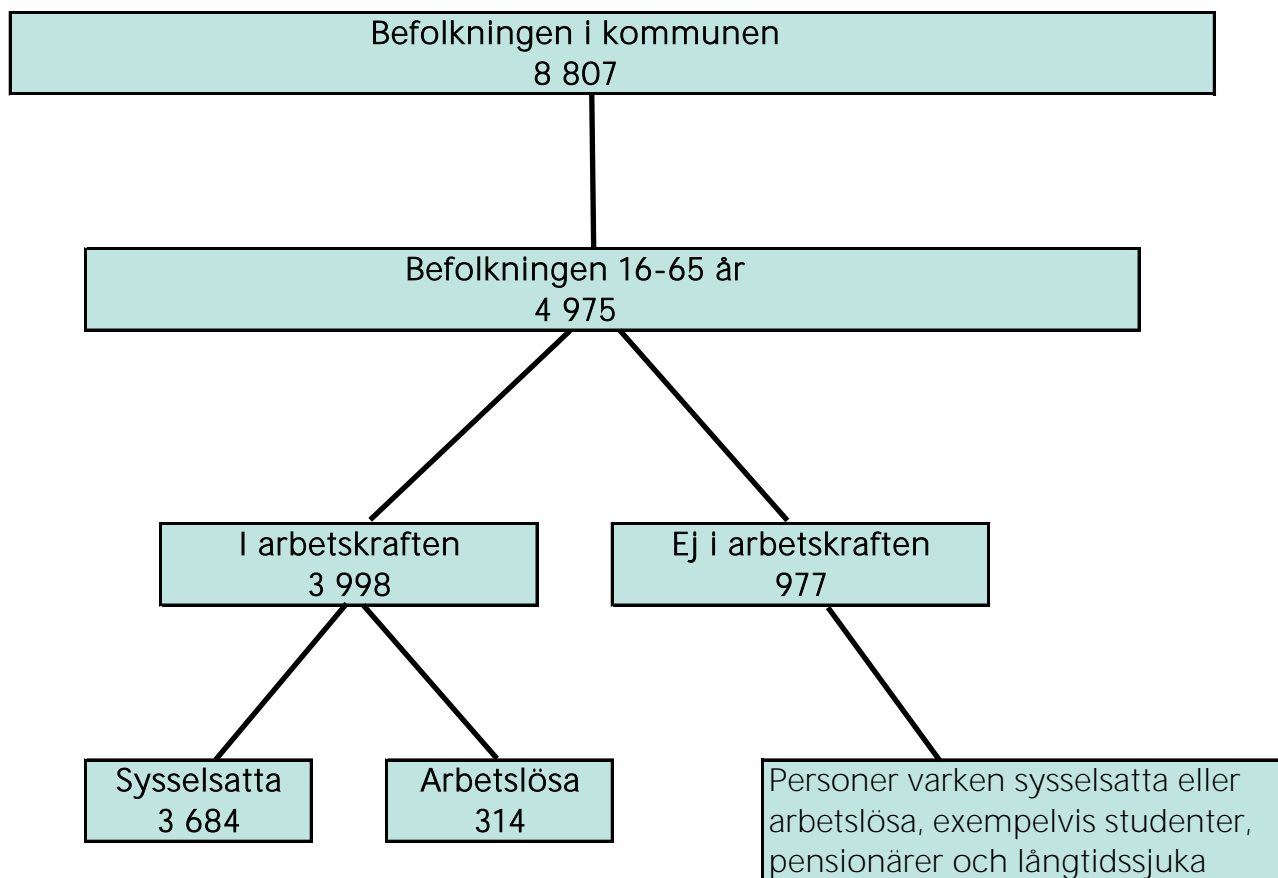 Befolkningen i kommunen
8 807
Befolkningen 16-65 år
4 975
I arbetskraften
3 998
Ej i arbetskraften
977
Sysselsatta
3 684
Arbetslösa
314
Personer varken sysselsatta eller
arbetslösa, exempelvis studenter,
pensionärer och långtidssjuka